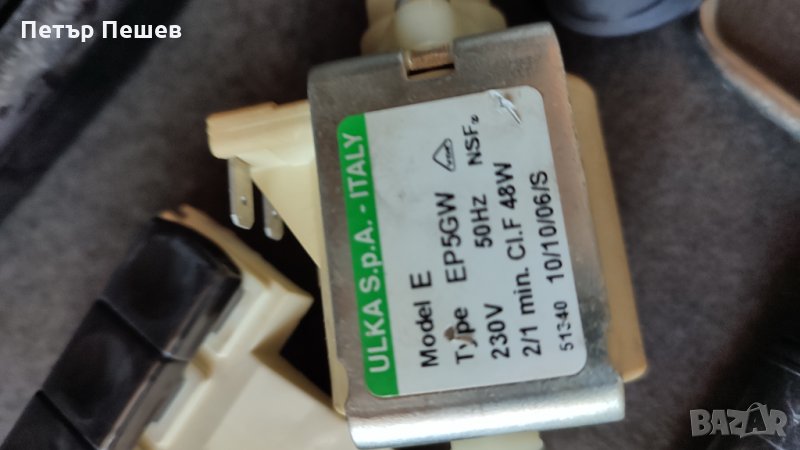 Петър Пешев
ULKA S.p.A. - ITALY
Model E
Type EP5GW
230V 50Hz NSF
2/1 min. Cl.F 48W
51340 10/10/06/S
BAZAR